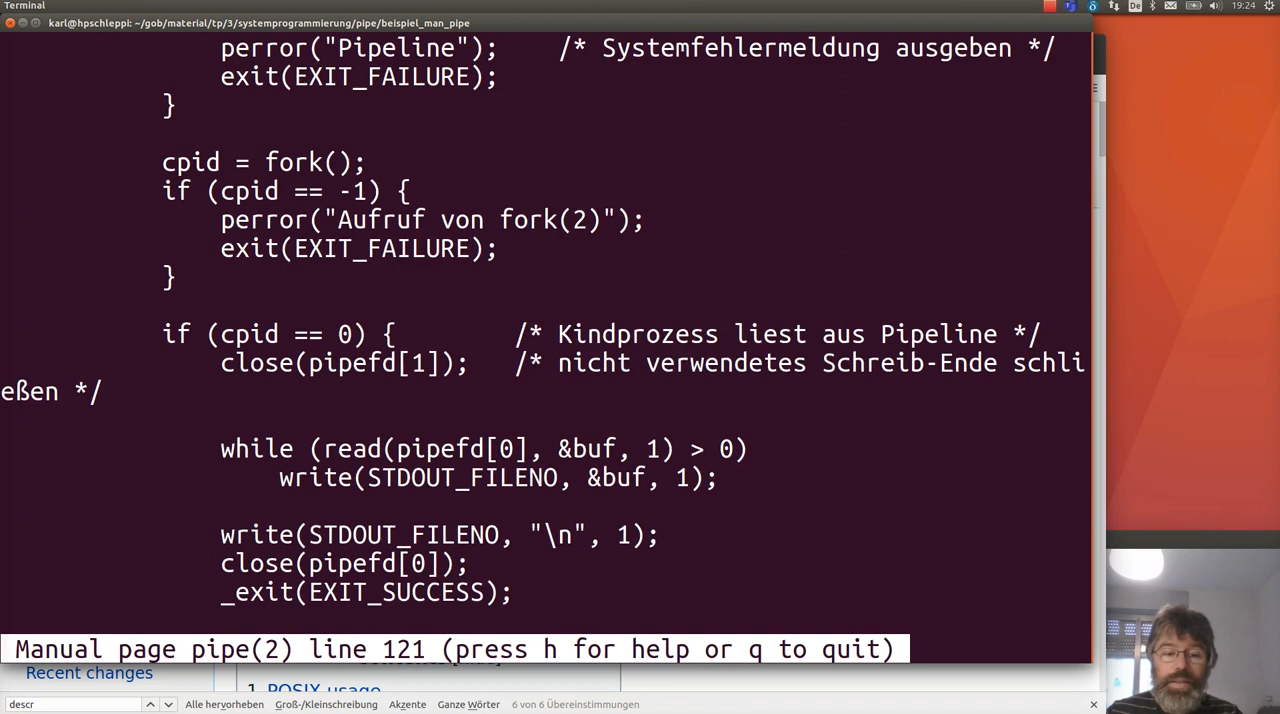 Terminal
De
19:24
karl@hpschleppi: ~/gob/material/tp/3/systemprogrammierung/pipe/beispiel_man_pipe
perror("Pipeline"); /* Systemfehlermeldung ausgeben */
exit(EXIT_FAILURE);
}
cpid = fork();
if (cpid == -1) {
perror("Aufruf von fork(2)");
exit(EXIT_FAILURE);
}
if (cpid == 0) { /* Kindprozess liest aus Pipeline */
close(pipefd[1]); /* nicht verwendetes Schreib-Ende schli
eßen */
while (read(pipefd[0], &buf, 1) > 0)
write(STDOUT_FILENO, &buf, 1);
write(STDOUT_FILENO, "\n", 1);
close(pipefd[0]);
_exit(EXIT_SUCCESS);
Manual page pipe(2) line 121 (press h for help or q to quit)
Recent changes
1 POSIX usage
descr Alle hervorheben Groß-/Kleinschreibung Akzente Ganze Wörter 6 von 6 Übereinstimmungen